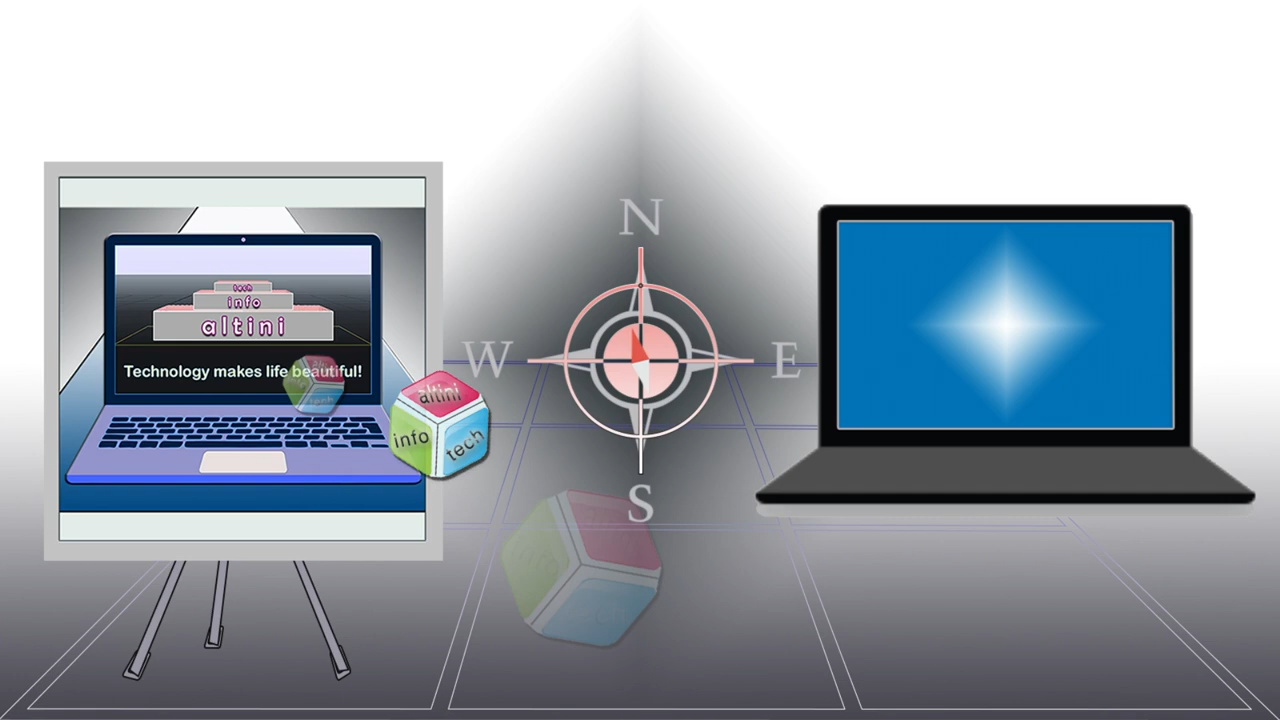 N
W
E
S
tech
info
altini
Technology makes life beautiful!
altini
info
tech